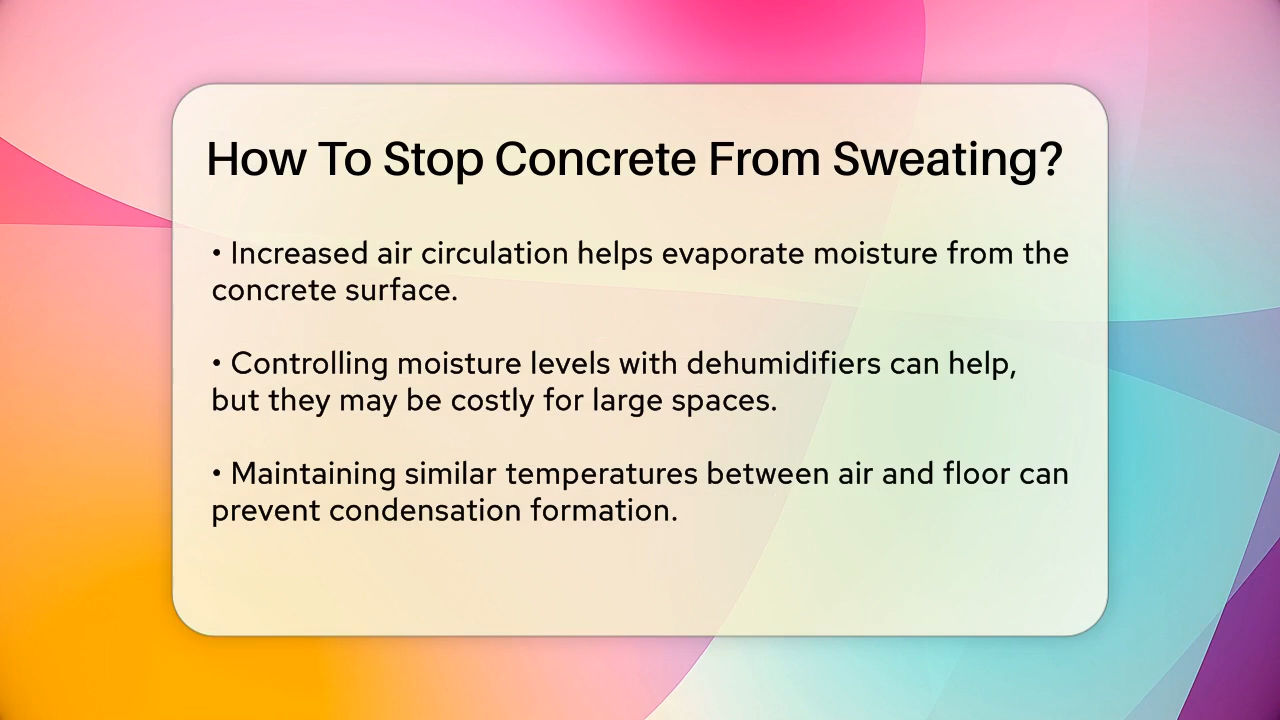 How To Stop Concrete From Sweating?
• Increased air circulation helps evaporate moisture from the
concrete surface.
• Controlling moisture levels with dehumidifiers can help,
but they may be costly for large spaces.
• Maintaining similar temperatures between air and floor can
prevent condensation formation.